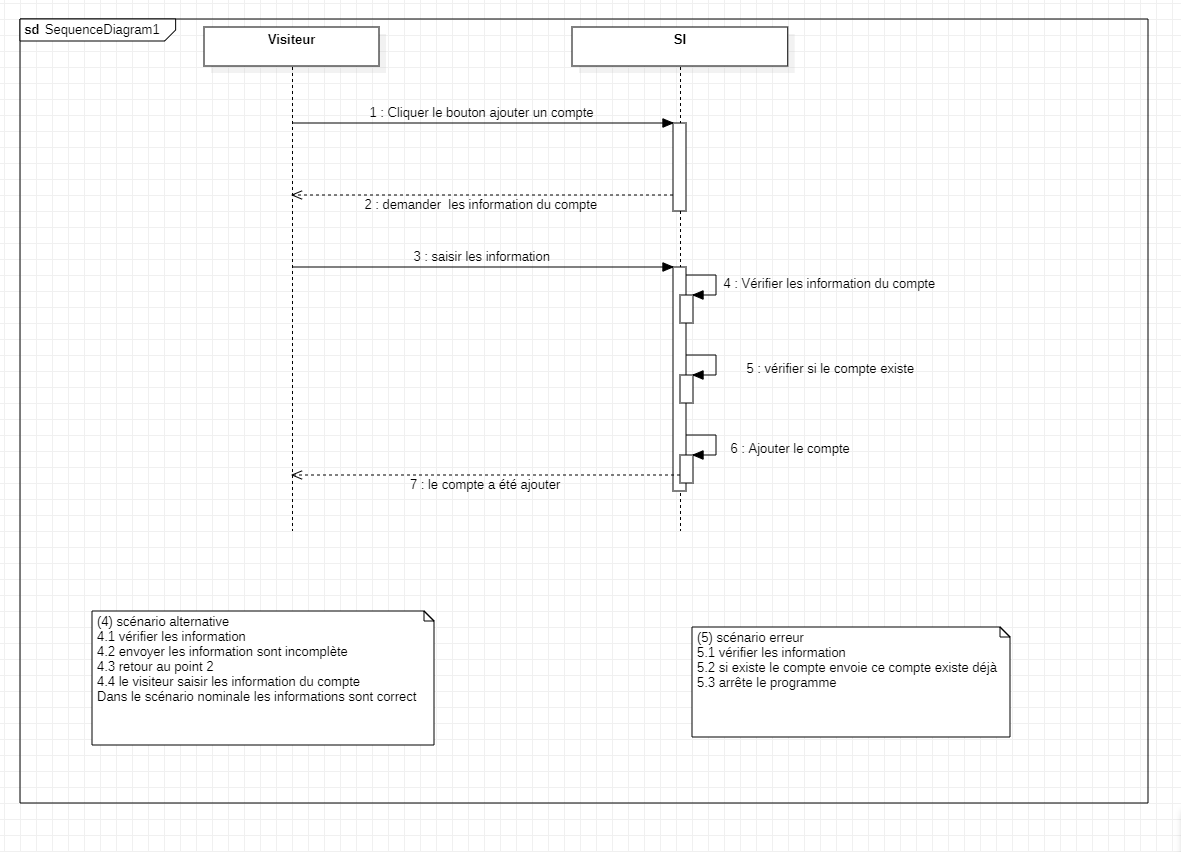 sd SequenceDiagram1
Visiteur
SI
1 : Cliquer le bouton ajouter un compte
2 : demander les information du compte
3 : saisir les information
4 : Vérifier les information du compte
5 : vérifier si le compte existe
6 : Ajouter le compte
7 : le compte a été ajouter
(4) scénario alternative
4.1 vérifier les information
4.2 envoyer les information sont incomplète
4.3 retour au point 2
4.4 le visiteur saisir les information du compte
Dans le scénario nominale les informations sont correct
(5) scénario erreur
5.1 vérifier les information
5.2 si existe le compte envoie ce compte existe déjà
5.3 arrête le programme